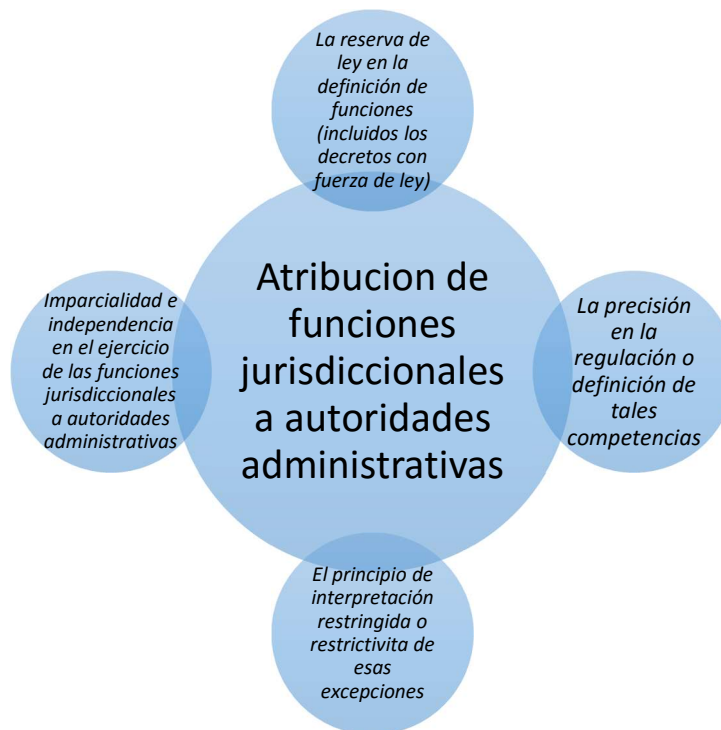 La reserva de
ley en la
definición de
funciones
(incluidos los
decretos con
fuerza de ley)
Imparcialidad e
independencia
en el ejercicio
de las funciones
jurisdiccionales
a autoridades
administrativas
Atribucion de
funciones
jurisdiccionales
a autoridades
administrativas
La precisión
en la
regulación o
definición de
tales
competencias
El principio de
interpretación
restringida o
restrictivita de
esas
excepciones